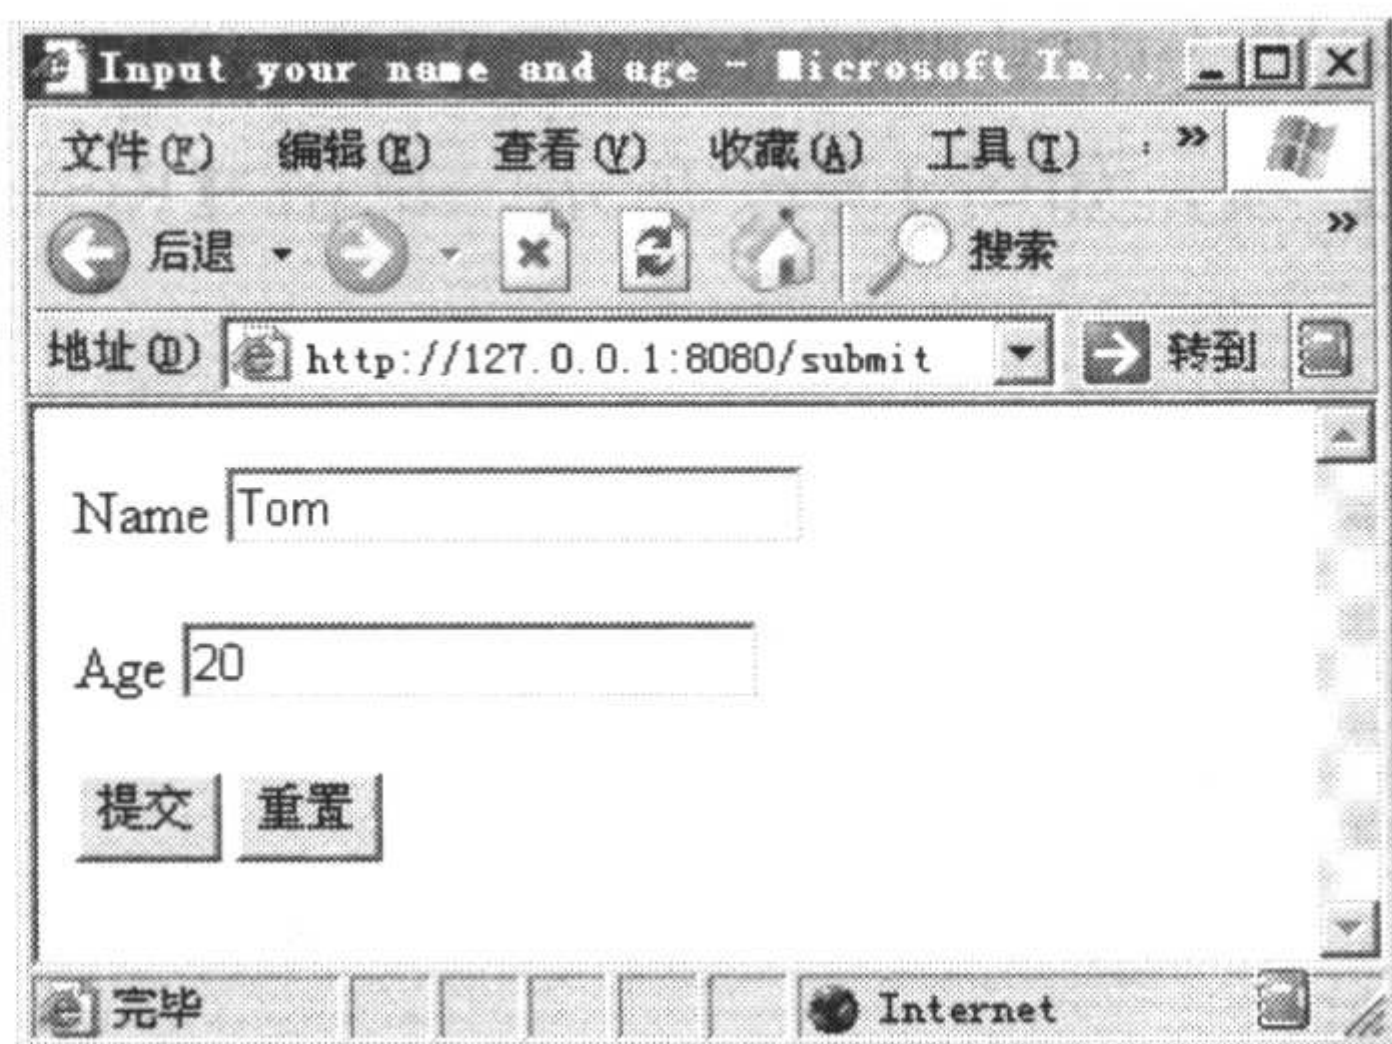 Input your name and age - Microsoft In...
文件(F) 编辑(E) 查看(V) 收藏(A) 工具(T) »
后退 搜索 »
地址(D) http://127.0.0.1:8080/submit 转到
Name Tom
Age 20
提交 重置
完毕 Internet